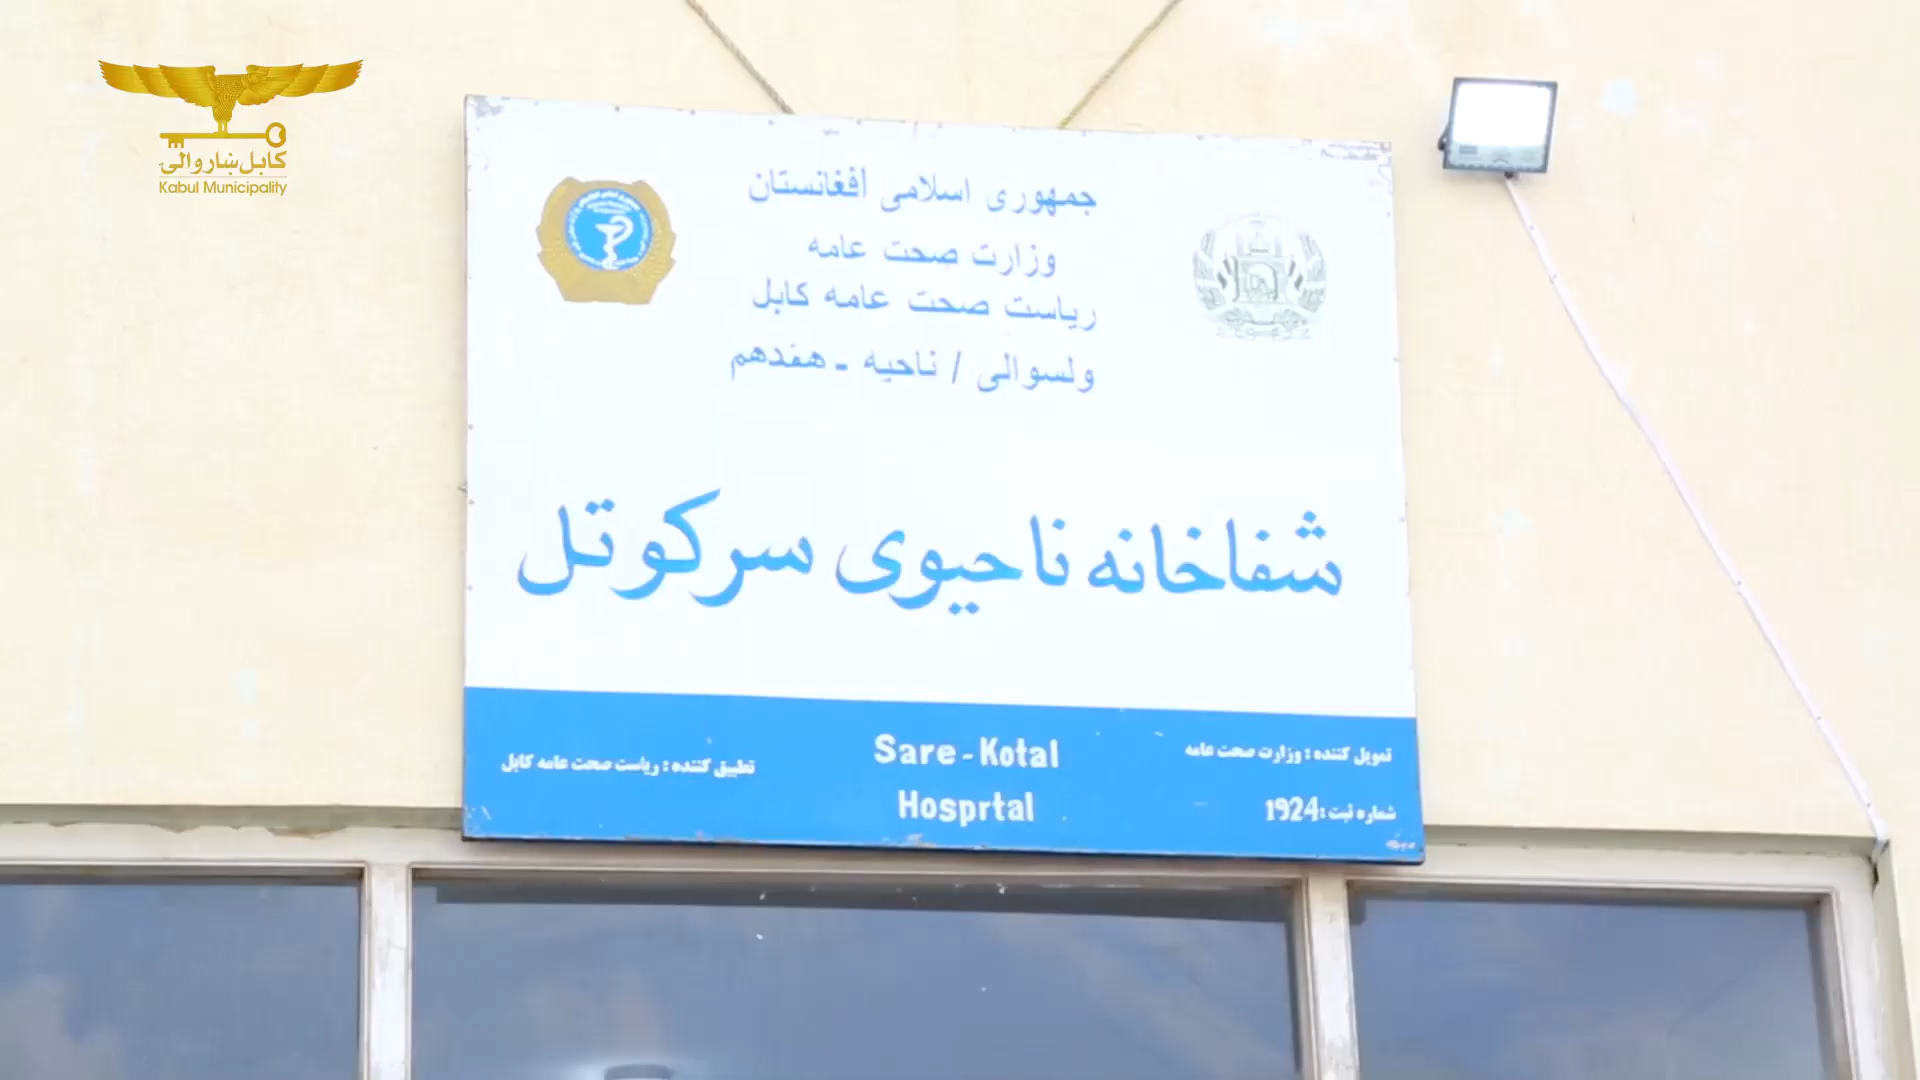 کابل ښاروالۍ
Kabul Municipality
جمهوری اسلامی افغانستان
وزارت صحت عامه
ریاست صحت عامه کابل
ولسوالی / ناحیه - هفدهم
شفاخانه ناحیوی سرکوتل
تمویل کننده : وزارت صحت عامه
شماره ثبت :1924
Sare - Kotal
Hosprtal
تطبیق کننده : ریاست صحت عامه کابل